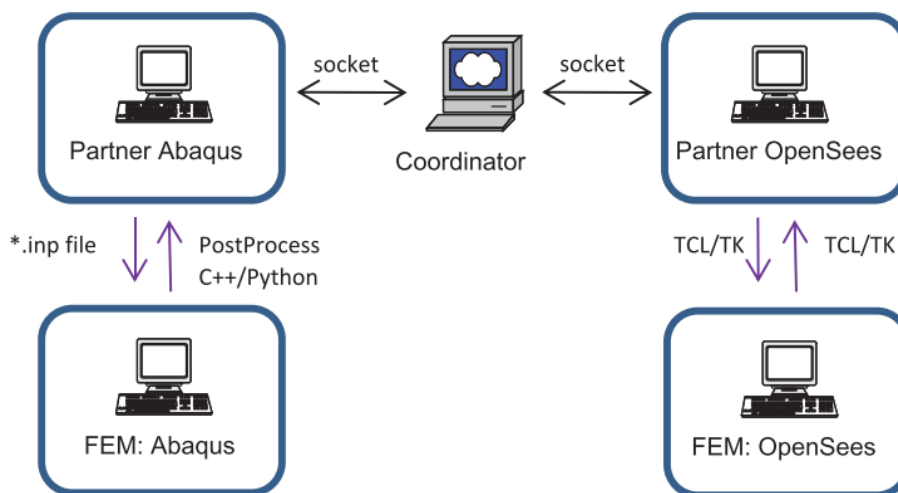 socket
socket
Partner Abaqus
Coordinator
Partner OpenSees
*.inp file
PostProcess
C++/Python
TCL/TK
TCL/TK
FEM: Abaqus
FEM: OpenSees